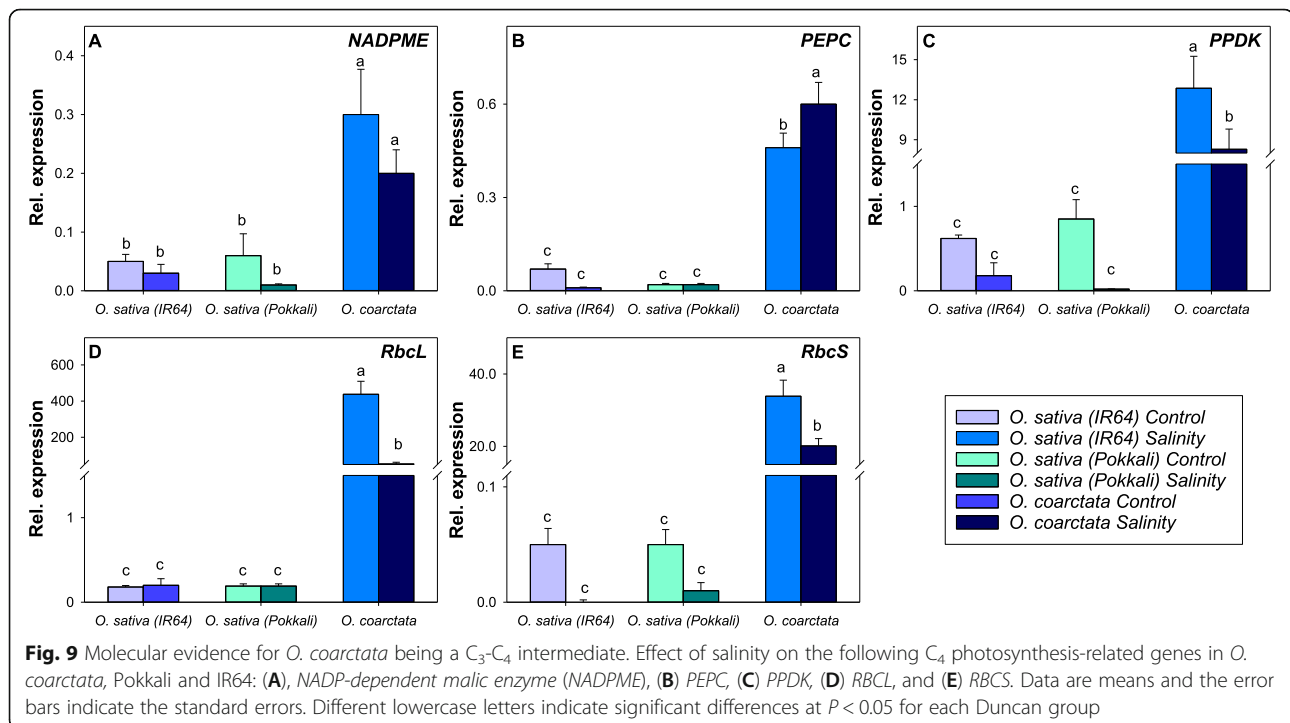 A NADPME
Rel. expression
0.4
0.3
0.2
0.1
0.0
b b b b a a
O. sativa (IR64) O. sativa (Pokkali) O. coarctata
B PEPC
Rel. expression
0.6
0.3
0.0
c c c c b a
O. sativa (IR64) O. sativa (Pokkali) O. coarctata
C PPDK
Rel. expression
15
12
9
1
0
c c c c a b
O. sativa (IR64) O. sativa (Pokkali) O. coarctata
D RbcL
Rel. expression
600
400
200
1
0
c c c c a b
O. sativa (IR64) O. sativa (Pokkali) O. coarctata
E RbcS
Rel. expression
40.0
20.0
0.1
0.0
c c c c a b
O. sativa (IR64) O. sativa (Pokkali) O. coarctata
O. sativa (IR64) Control
O. sativa (IR64) Salinity
O. sativa (Pokkali) Control
O. sativa (Pokkali) Salinity
O. coarctata Control
O. coarctata Salinity
Fig. 9 Molecular evidence for O. coarctata being a C₃-C₄ intermediate. Effect of salinity on the following C₄ photosynthesis-related genes in O.
coarctata, Pokkali and IR64: (A), NADP-dependent malic enzyme (NADPME), (B) PEPC, (C) PPDK, (D) RBCL, and (E) RBCS. Data are means and the error
bars indicate the standard errors. Different lowercase letters indicate significant differences at P < 0.05 for each Duncan group